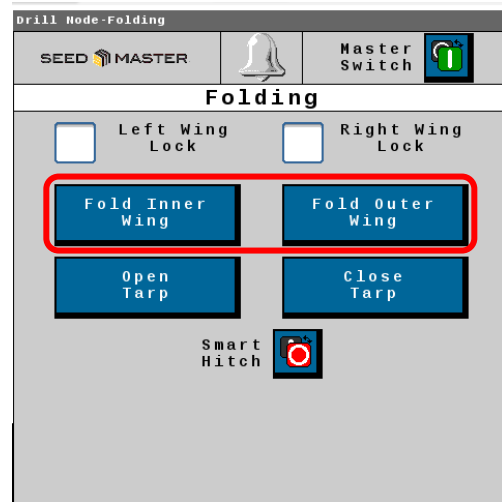 Drill Node-Folding
SEED MASTER
Master
Switch
Folding
Left Wing
Lock
Right Wing
Lock
Fold Inner
Wing
Fold Outer
Wing
Open
Tarp
Close
Tarp
Smart
Hitch